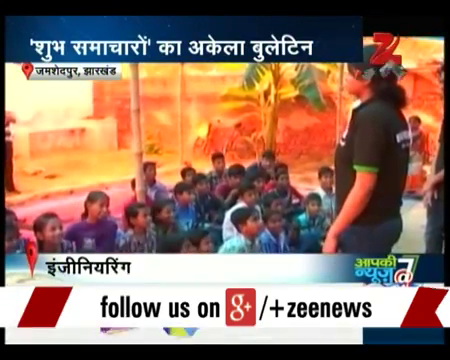 'शुभ समाचारों' का अकेला बुलेटिन
जमशेदपुर, झारखंड
इंजीनियरिंग
आपकी
न्यूज़@7
follow us on g+/+zeenews